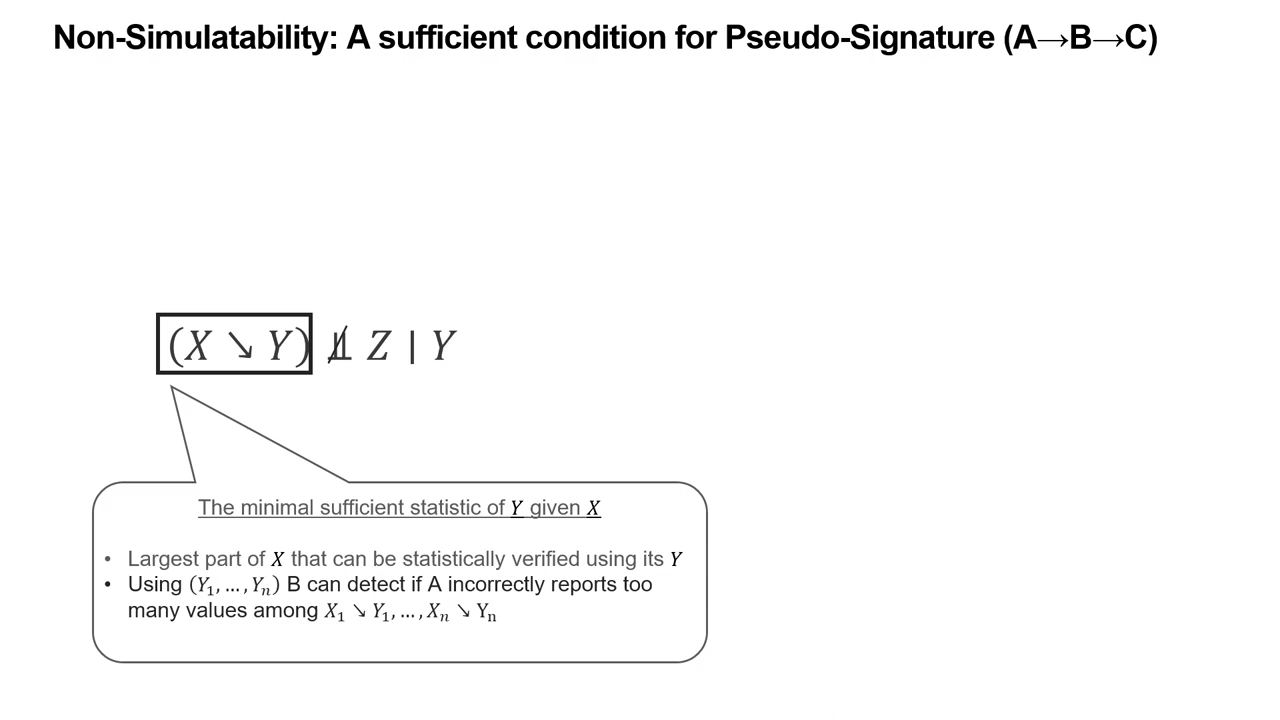 Non-Simulatability: A sufficient condition for Pseudo-Signature (A→B→C)
(X ↘ Y) ⫫̸ Z | Y
The minimal sufficient statistic of Y given X
• Largest part of X that can be statistically verified using its Y
• Using (Y₁, … , Yₙ) B can detect if A incorrectly reports too
many values among X₁ ↘ Y₁, … , Xₙ ↘ Yₙ